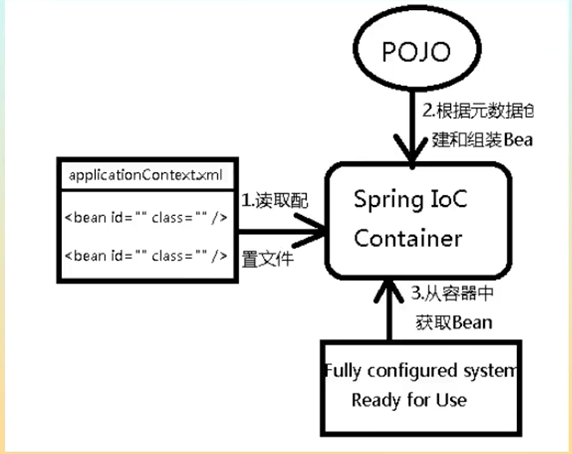 POJO
2.根据元数据创
建和组装Bea
applicationContext.xml
<bean id="" class="" />
<bean id="" class="" />
1.读取配
置文件
Spring IoC
Container
3.从容器中
获取Bean
Fully configured system
Ready for Use